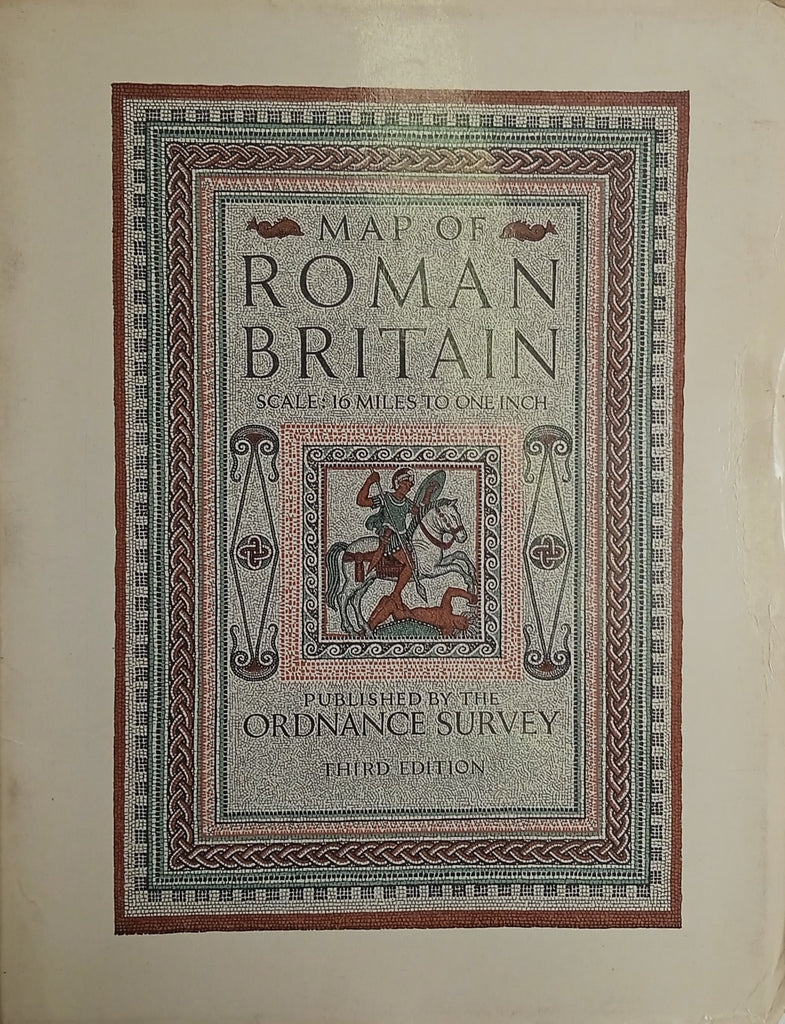 MAP OF
ROMAN
BRITAIN
SCALE: 16 MILES TO ONE INCH
PUBLISHED BY THE
ORDNANCE SURVEY
THIRD EDITION